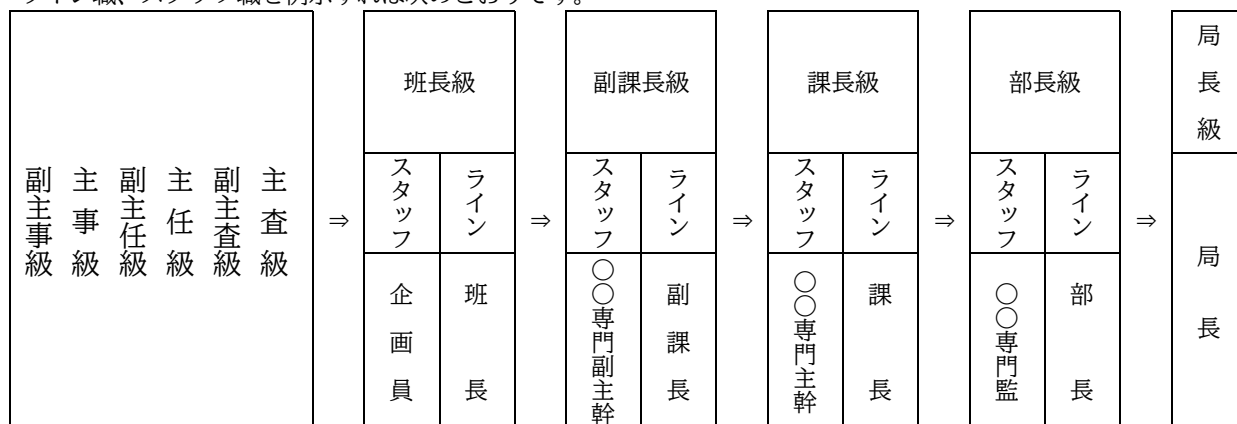 ライン職、スタッフ職を例示すれば次のとおりです。
副主事級
主事級
副主任級
主任級
副主査級
主査級
⇒
班長級
スタッフ
ライン
企画員
班長
⇒
副課長級
スタッフ
ライン
○○専門副主幹
副課長
⇒
課長級
スタッフ
ライン
○○専門主幹
課長
⇒
部長級
スタッフ
ライン
○○専門監
部長
⇒
局長級
局長